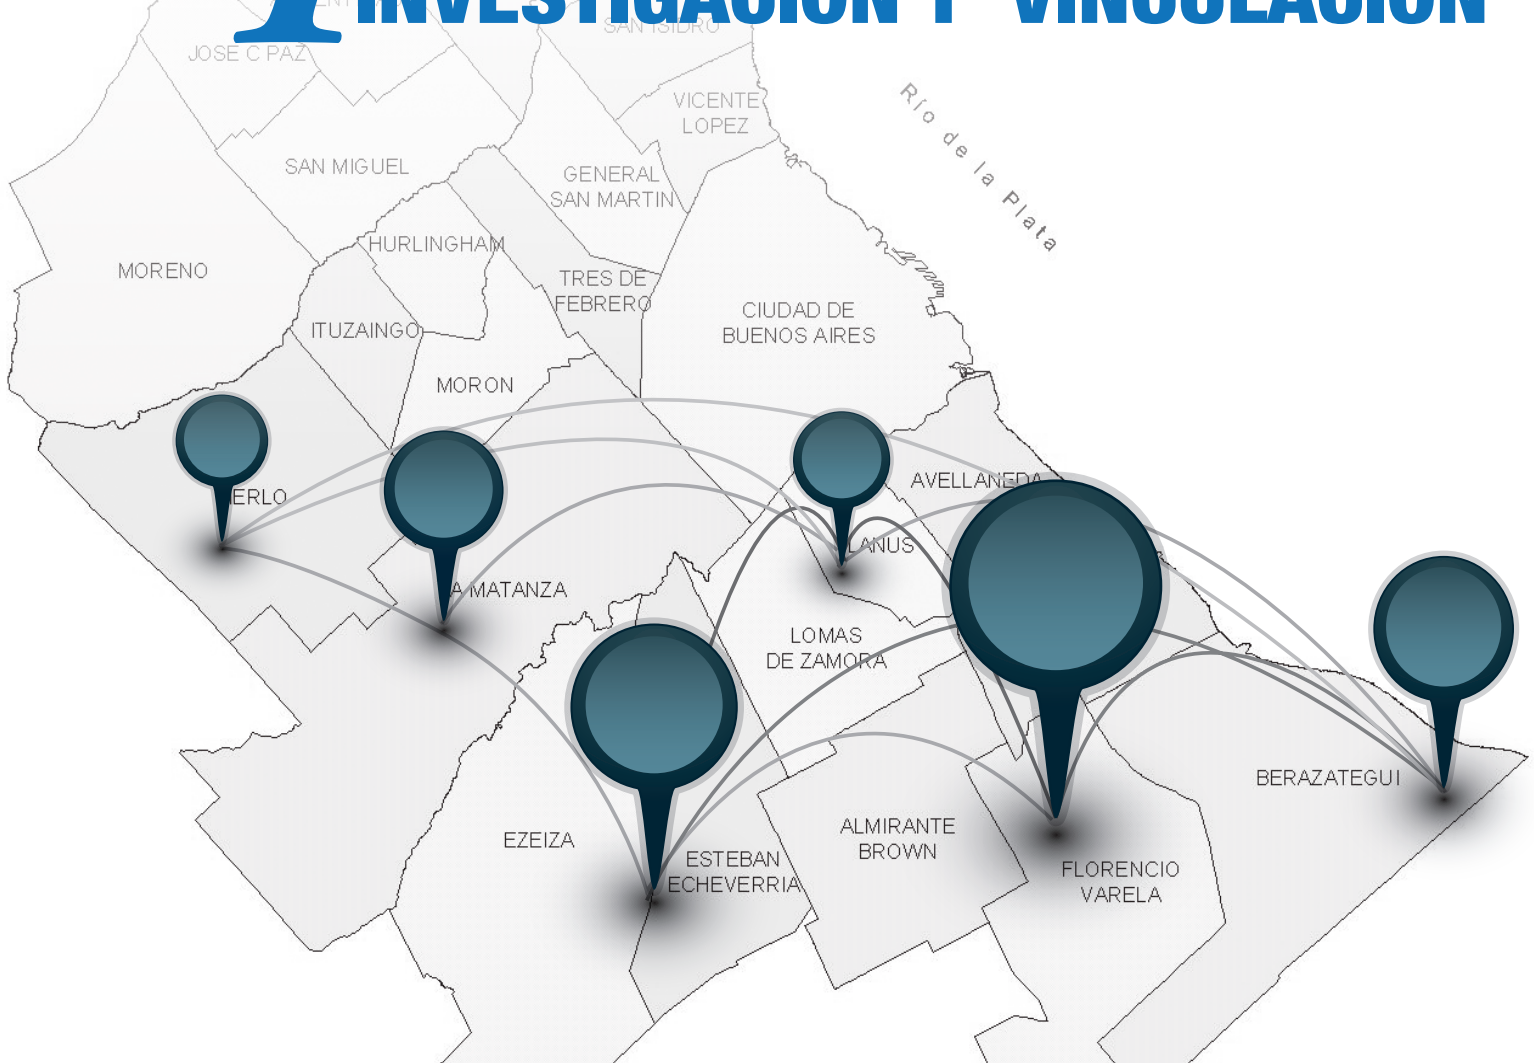 INVESTIGACION Y VINCULACION
SAN ISIDRO
JOSE C PAZ
VICENTE
LOPEZ
Río de la Plata
SAN MIGUEL
GENERAL
SAN MARTIN
HURLINGHAM
MORENO
TRES DE
FEBRERO
CIUDAD DE
BUENOS AIRES
ITUZAINGO
MORON
AVELLANEDA
ERLO
LANUS
A MATANZA
LOMAS
DE ZAMORA
BERAZATEGUI
ALMIRANTE
BROWN
EZEIZA
ESTEBAN
ECHEVERRIA
FLORENCIO
VARELA